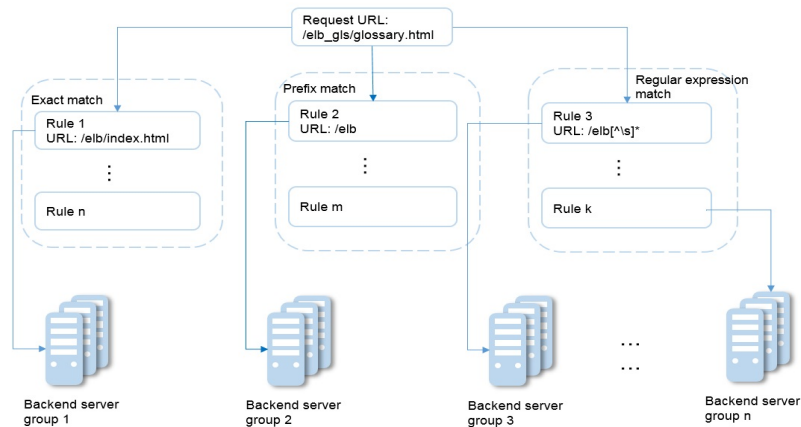 Request URL:
/elb_gls/glossary.html
Exact match
Rule 1
URL: /elb/index.html
⋮
Rule n
Prefix match
Rule 2
URL: /elb
⋮
Rule m
Regular expression
match
Rule 3
URL: /elb[^\s]*
⋮
Rule k
...
...
Backend server
group 1
Backend server
group 2
Backend server
group 3
Backend server
group n